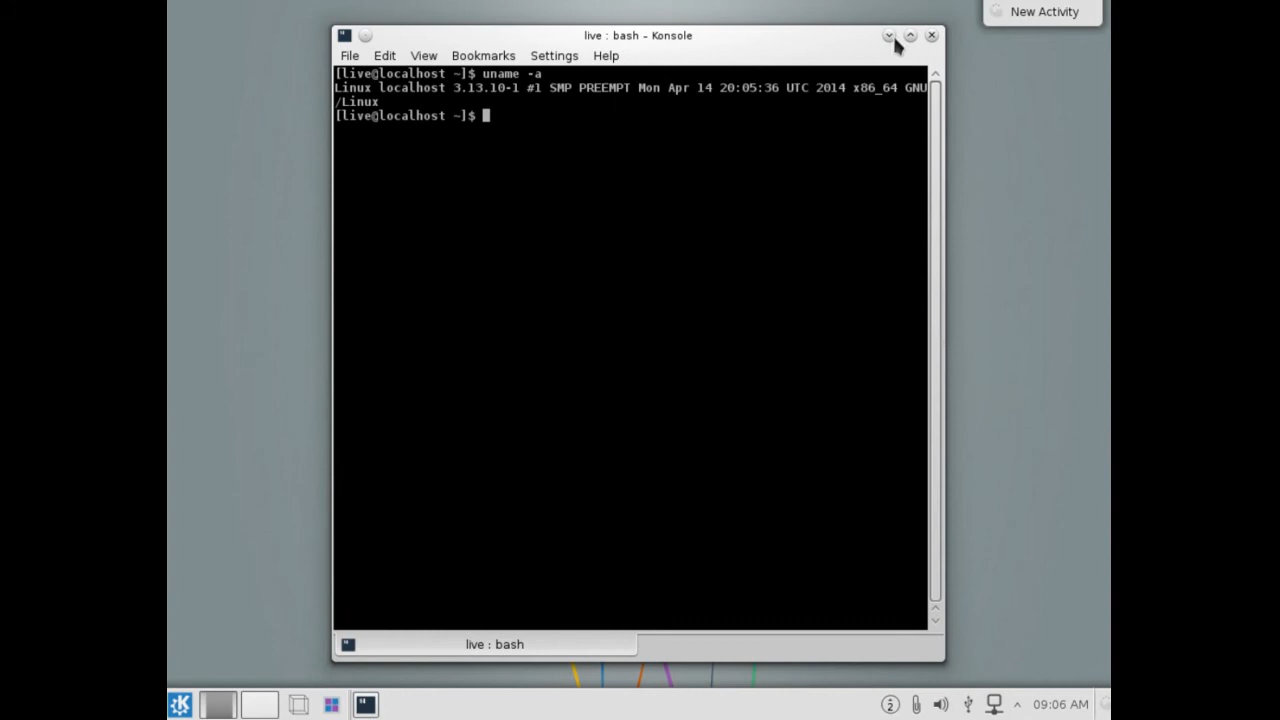 New Activity
live : bash – Konsole
File Edit View Bookmarks Settings Help
[live@localhost ~]$ uname -a
Linux localhost 3.13.10-1 #1 SMP PREEMPT Mon Apr 14 20:05:36 UTC 2014 x86_64 GNU
/Linux
[live@localhost ~]$
live : bash
2
09:06 AM